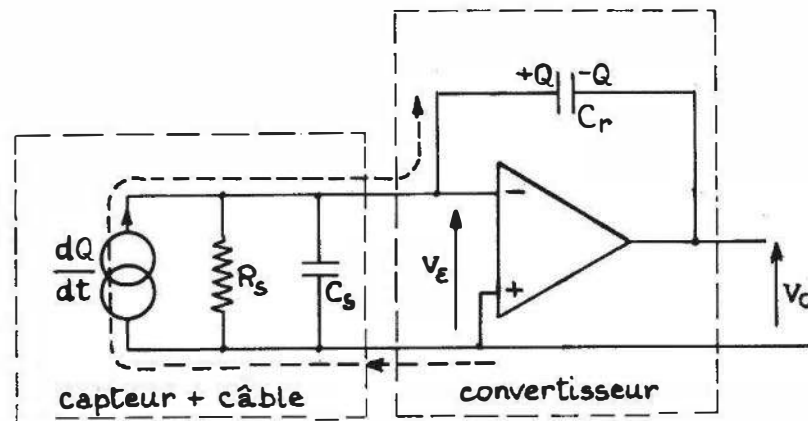 +Q -Q
Cr
dQ
dt
Rs
Cs
vε
-
+
vo
capteur + câble
convertisseur